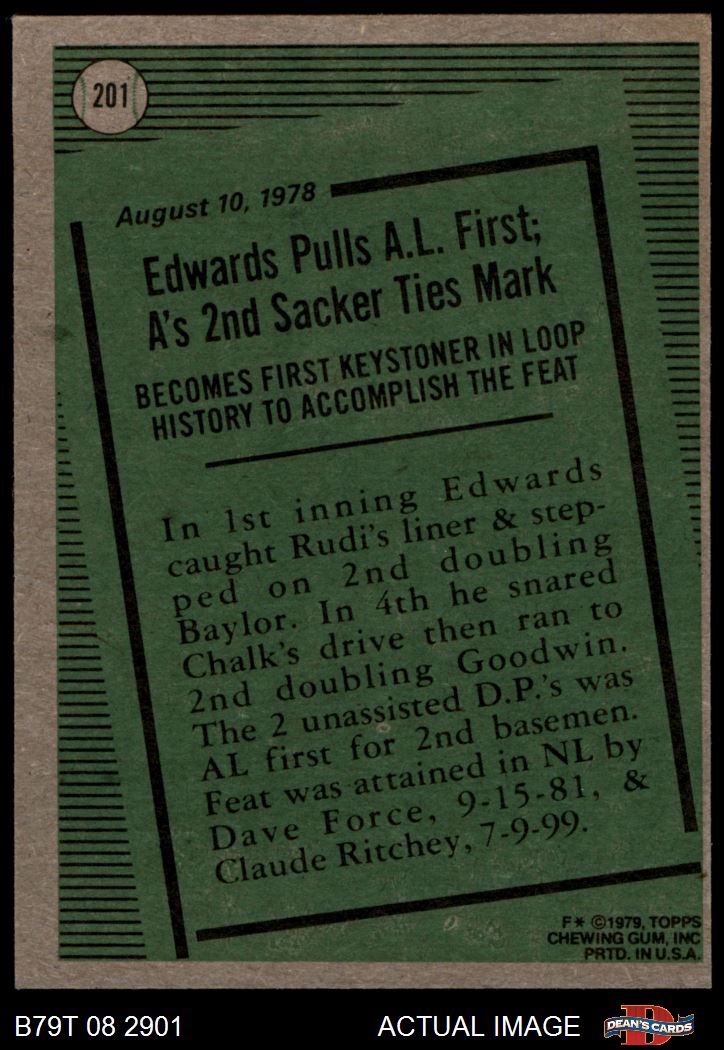 201
August 10, 1978
Edwards Pulls A.L. First;
A's 2nd Sacker Ties Mark
BECOMES FIRST KEYSTONER IN LOOP
HISTORY TO ACCOMPLISH THE FEAT
In 1st inning Edwards
caught Rudi's liner & step-
ped on 2nd doubling
Baylor. In 4th he snared
Chalk's drive then ran to
2nd doubling Goodwin.
The 2 unassisted D.P.'s was
AL first for 2nd basemen.
Feat was attained in NL by
Dave Force, 9-15-81, &
Claude Ritchey, 7-9-99.
F* ©1979, TOPPS
CHEWING GUM, INC
PRTD. IN U.S.A.
B79T 08 2901
ACTUAL IMAGE
D
DEAN'S CARDS